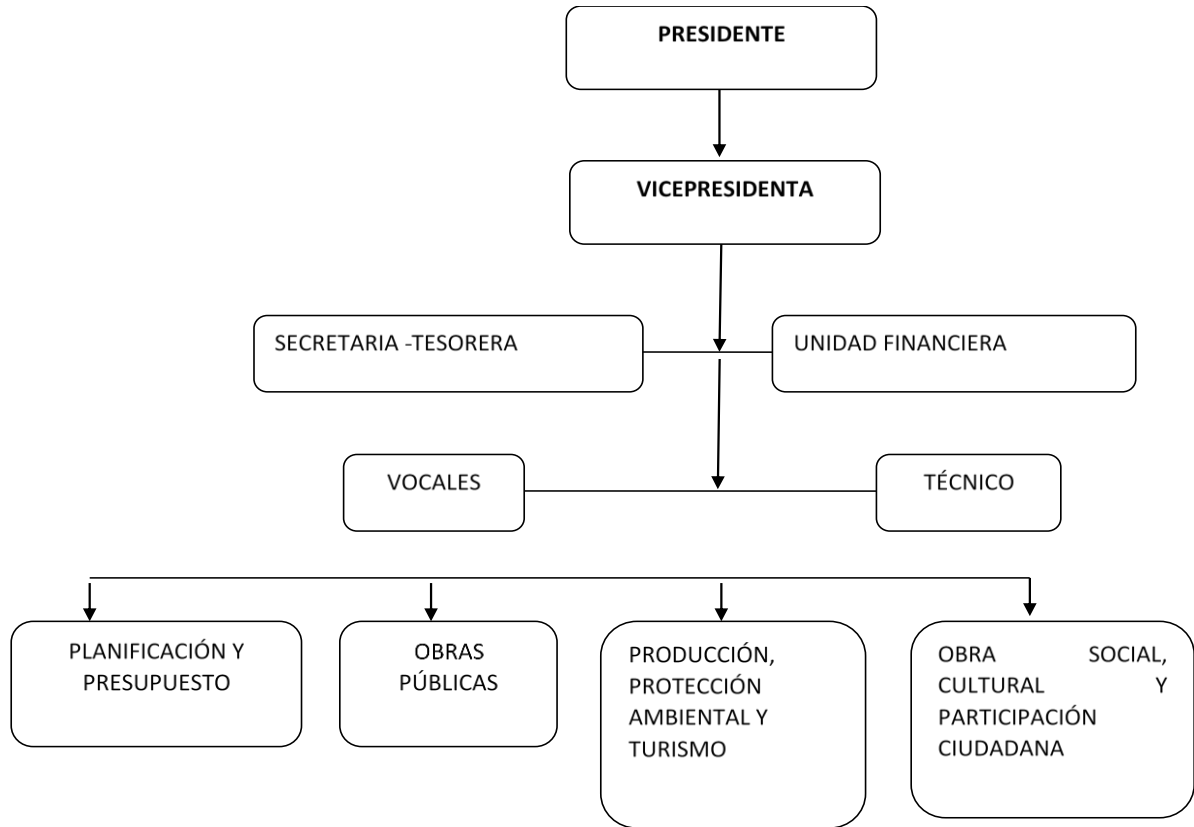 PRESIDENTE
VICEPRESIDENTA
SECRETARIA -TESORERA
UNIDAD FINANCIERA
VOCALES
TÉCNICO
PLANIFICACIÓN Y
PRESUPUESTO
OBRAS
PÚBLICAS
PRODUCCIÓN,
PROTECCIÓN
AMBIENTAL Y
TURISMO
OBRA SOCIAL,
CULTURAL Y
PARTICIPACIÓN
CIUDADANA